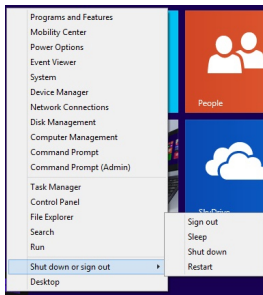 Programs and Features
Mobility Center
Power Options
Event Viewer
System
Device Manager
Network Connections
Disk Management
Computer Management
Command Prompt
Command Prompt (Admin)
Task Manager
Control Panel
File Explorer
Search
Run
Shut down or sign out
Desktop
Sign out
Sleep
Shut down
Restart
People
SkyDrive